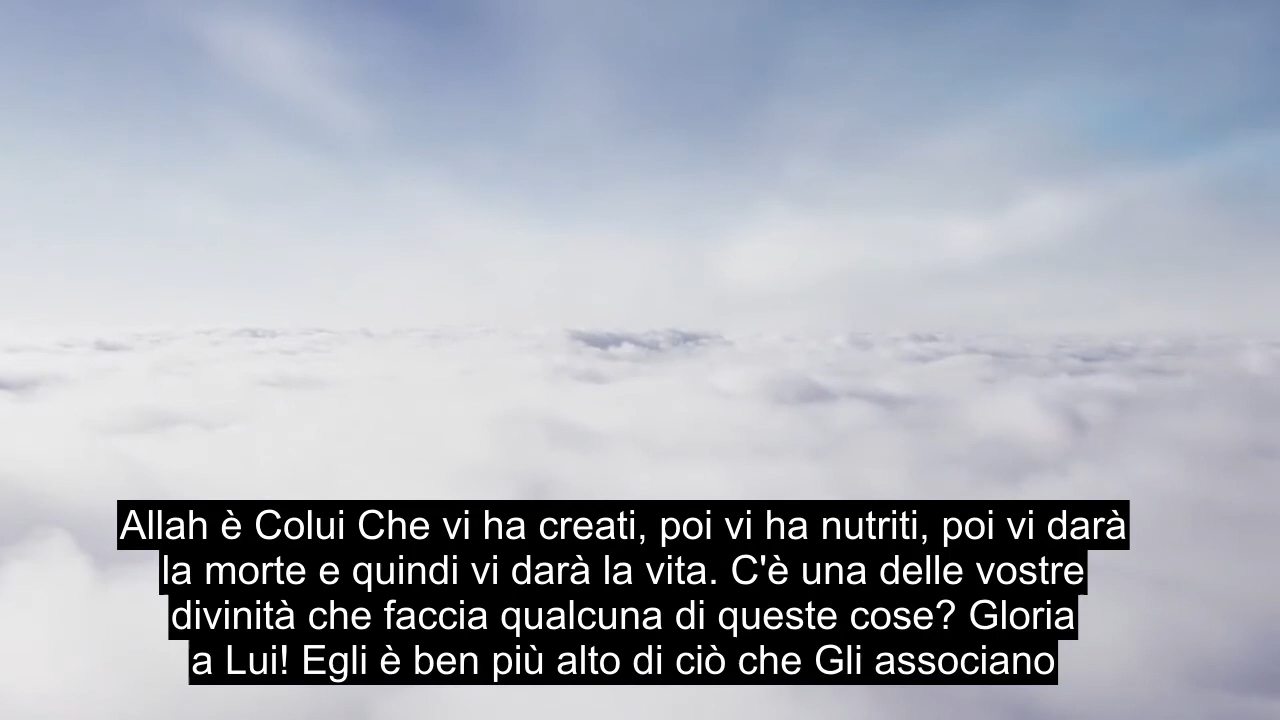 Allah è Colui Che vi ha creati, poi vi ha nutriti, poi vi darà
la morte e quindi vi darà la vita. C'è una delle vostre
divinità che faccia qualcuna di queste cose? Gloria
a Lui! Egli è ben più alto di ciò che Gli associano